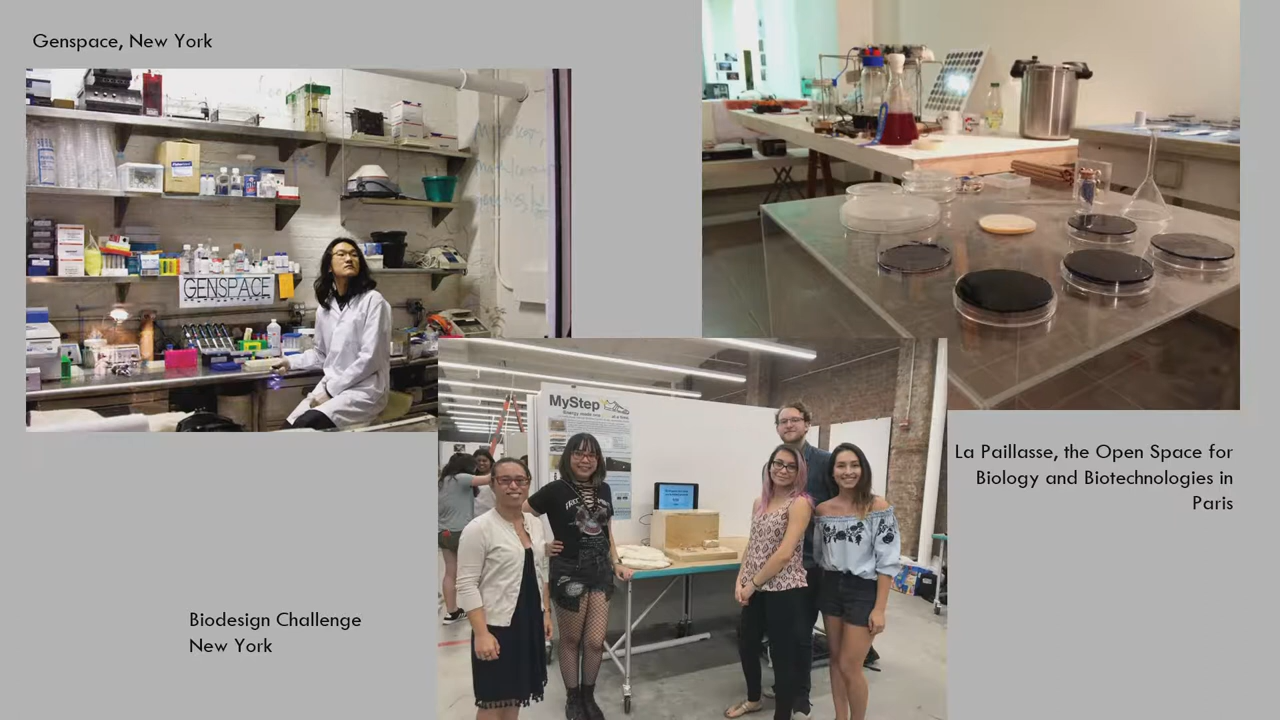 Genspace, New York
GENSPACE
MyStep
La Paillasse, the Open Space for
Biology and Biotechnologies in
Paris
Biodesign Challenge
New York